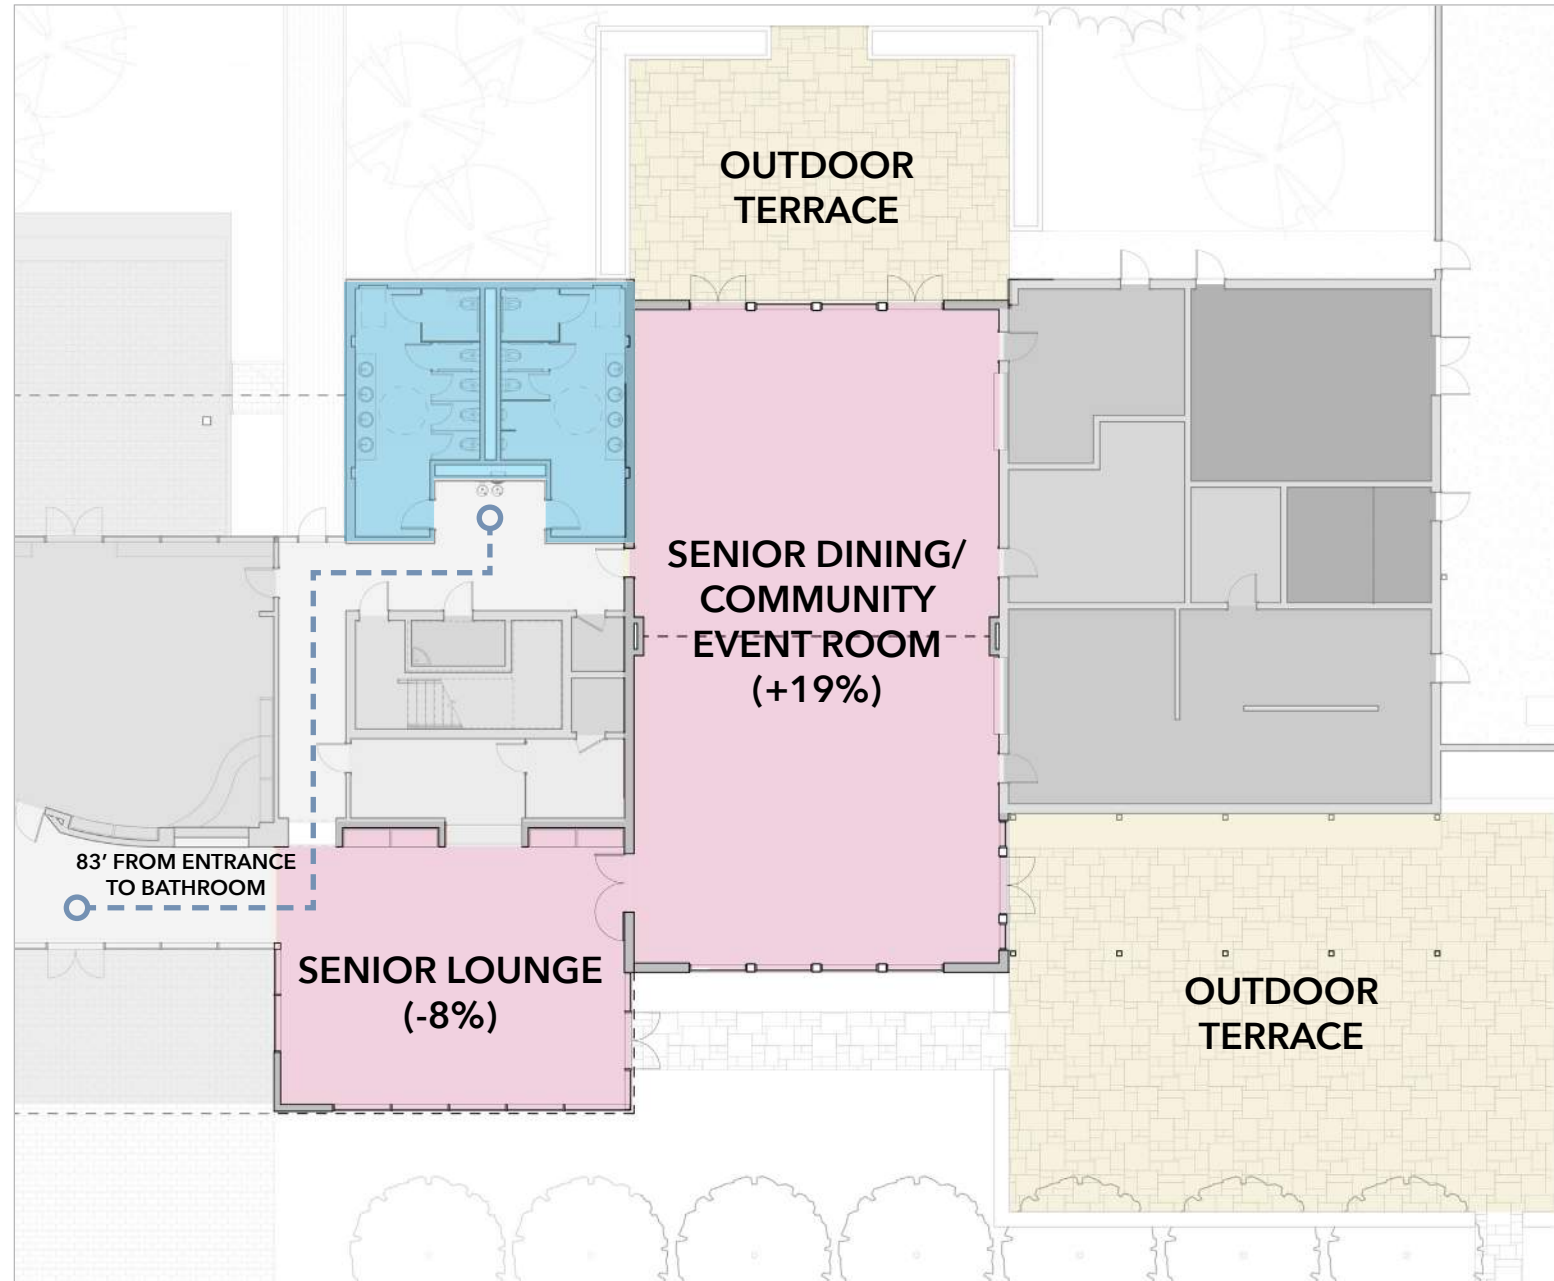 OUTDOOR
TERRACE
SENIOR DINING/
COMMUNITY
EVENT ROOM
(+19%)
83’ FROM ENTRANCE
TO BATHROOM
SENIOR LOUNGE
(-8%)
OUTDOOR
TERRACE